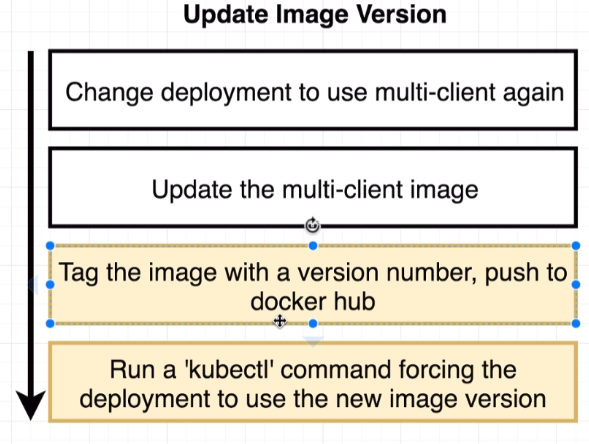 Update Image Version
Change deployment to use multi-client again
Update the multi-client image
Tag the image with a version number, push to
docker hub
Run a 'kubectl' command forcing the
deployment to use the new image version